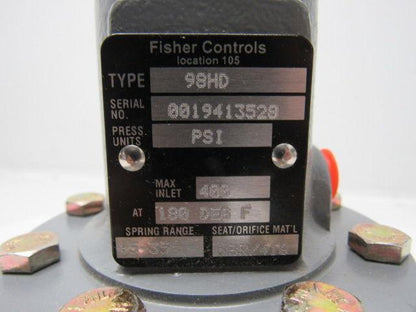 Fisher Controls
location 105
TYPE 98HD
SERIAL NO. 0019413528
PRESS. UNITS PSI
MAX INLET 400
AT 180 DEG F
SPRING RANGE SEAT/ORIFICE MAT'L